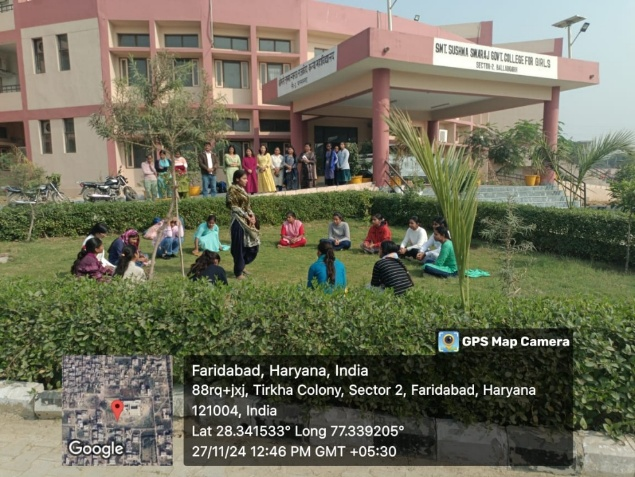 SMT. SUSHMA SWARAJ GOVT. COLLEGE FOR GIRLS
SECTOR-2, BALLABGARH
GPS Map Camera
Faridabad, Haryana, India
88rq+jxj, Tirkha Colony, Sector 2, Faridabad, Haryana
121004, India
Lat 28.341533° Long 77.339205°
27/11/24 12:46 PM GMT +05:30
Google